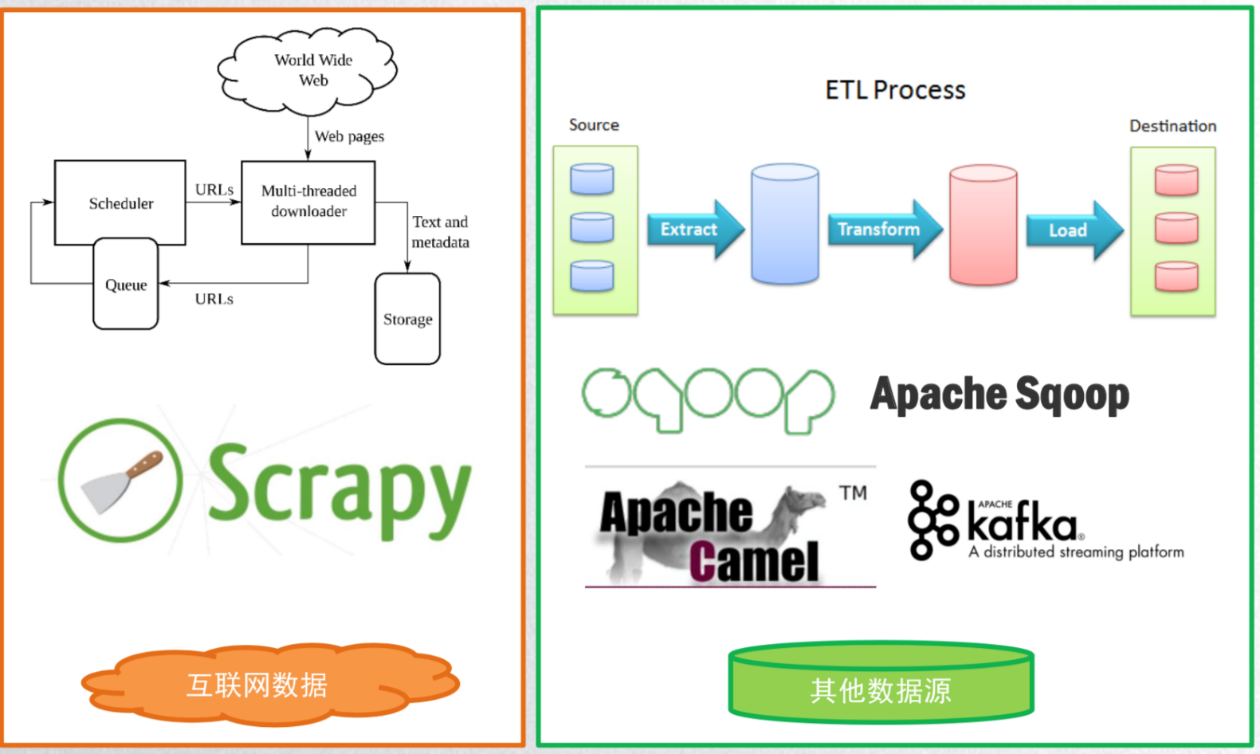 World Wide
Web
Web pages
Scheduler
URLs
Multi-threaded
downloader
Text and
metadata
Queue
URLs
Storage
Scrapy
互联网数据
ETL Process
Source
Destination
Extract
Transform
Load
sqoop
Apache Sqoop
Apache
Camel
TM
APACHE
kafka®
A distributed streaming platform
其他数据源